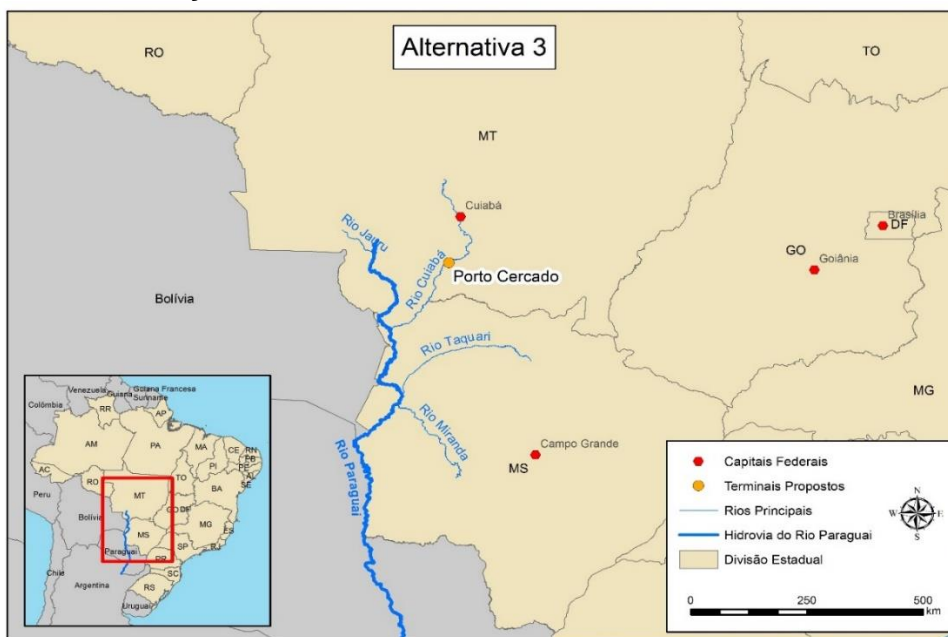 Alternativa 3
RO
TO
MT
Cuiabá
Rio Jauru
Rio Cuiabá
Porto Cercado
Brasília
DF
GO
Goiânia
Bolívia
Rio Taquari
Rio Miranda
MG
Campo Grande
MS
Rio Paraguai
Venezuela
Guiana
Guiana Francesa
Suriname
Colômbia
RR
AP
AM
PA
MA
CE
RN
PB
PE
AL
SE
PI
AC
RO
TO
BA
MT
Peru
Bolívia
GO
DF
MG
ES
MS
SP
RJ
Paraguai
PR
SC
Chile
Argentina
RS
Uruguai
Capitais Federais
Terminais Propostos
Rios Principais
Hidrovia do Rio Paraguai
Divisão Estadual
N
W
E
S
0 250 500
km